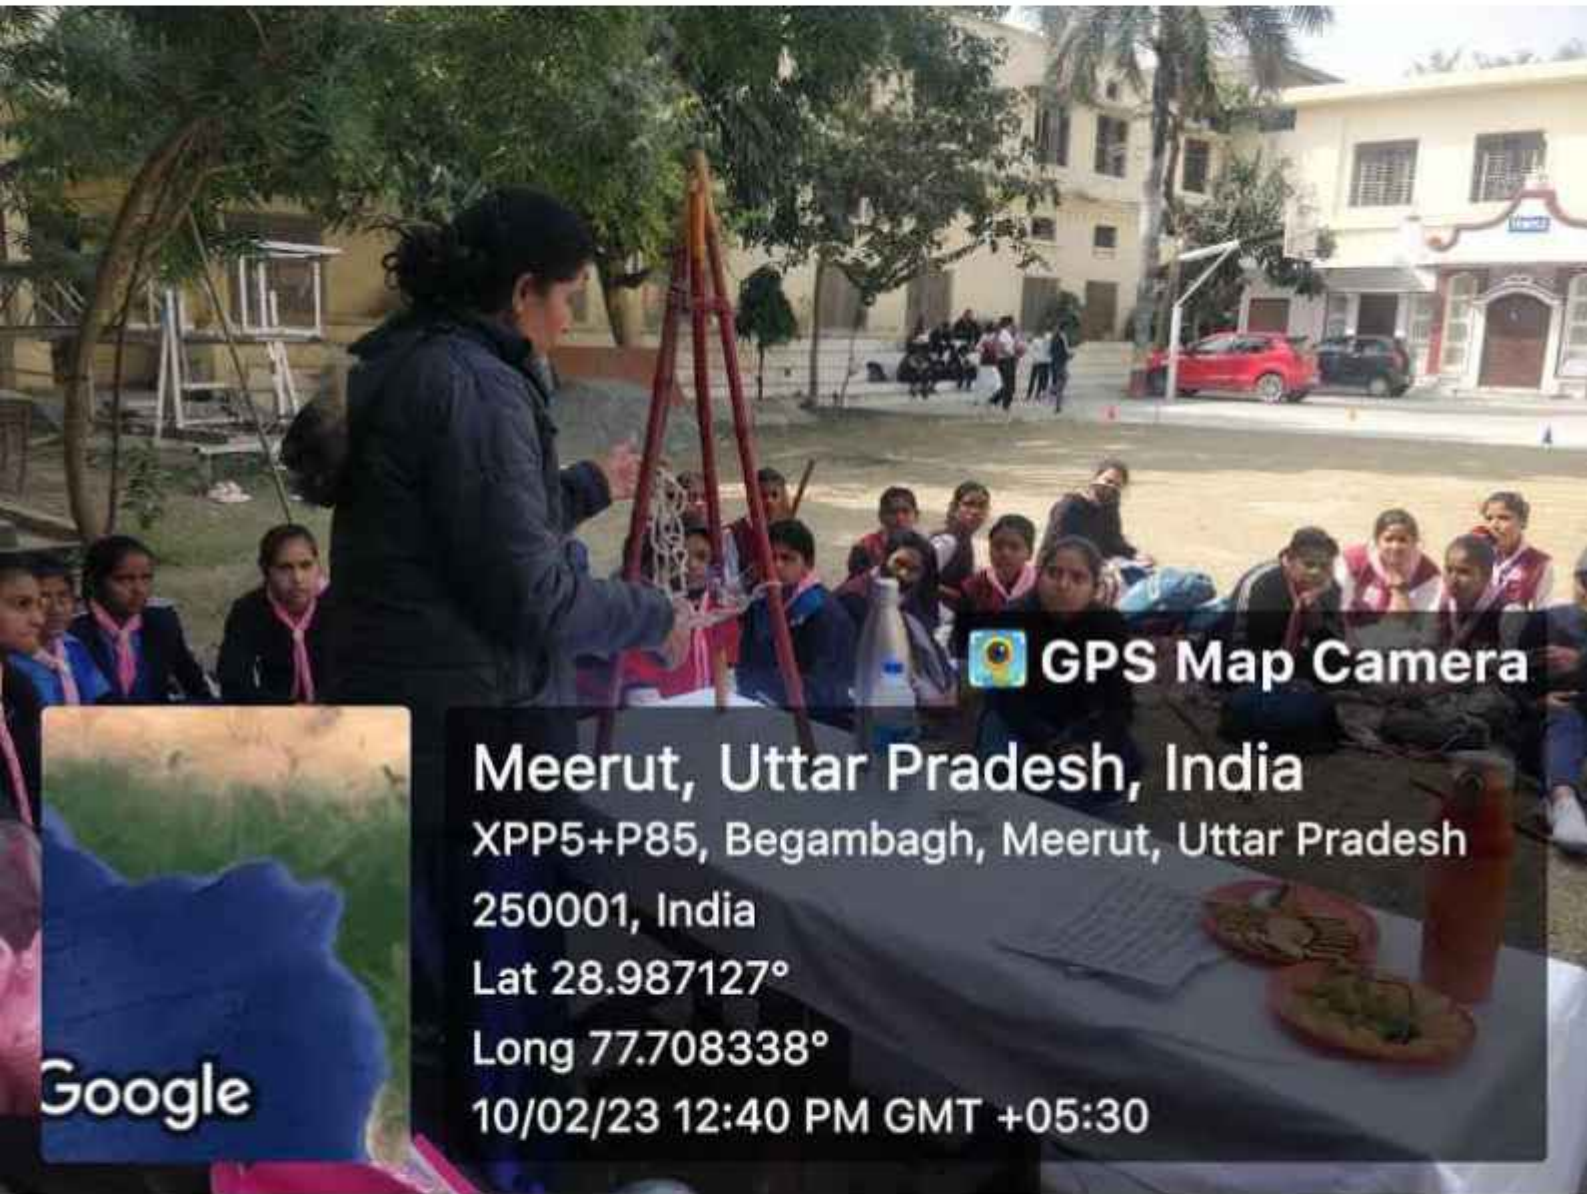 GPS Map Camera
Meerut, Uttar Pradesh, India
XPP5+P85, Begambagh, Meerut, Uttar Pradesh
250001, India
Lat 28.987127°
Long 77.708338°
10/02/23 12:40 PM GMT +05:30
Google